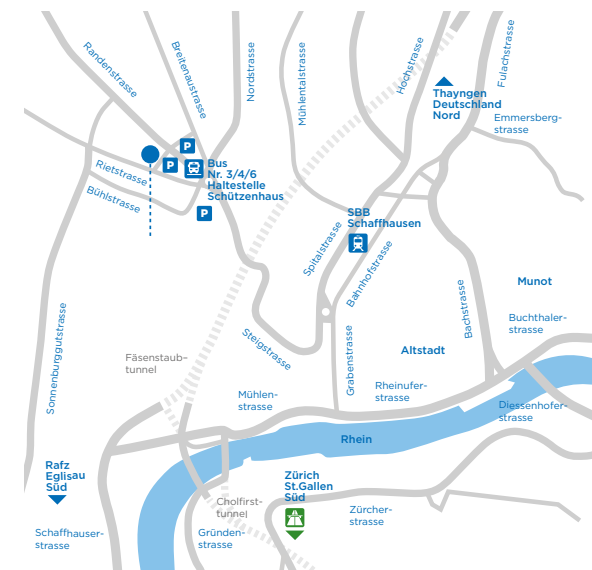 Randenstrasse
Breitenaustrasse
Nordstrasse
Mühlentalstrasse
Hochstrasse
Fulachstrasse
Thayngen
Deutschland
Nord
Emmersberg-
strasse
P
P
Bus
Nr. 3/4/6
Haltestelle
Schützenhaus
Rietstrasse
Bühlstrasse
P
SBB
Schaffhausen
Spitalstrasse
Bahnhofstrasse
Munot
Bachstrasse
Buchthaler-
strasse
Sonnenburggutstrasse
Steigstrasse
Grabenstrasse
Altstadt
Fäsenstaub-
tunnel
Mühlen-
strasse
Rheinufer-
strasse
Diessenhofer-
strasse
Rhein
Rafz
Eglisau
Süd
Zürich
St.Gallen
Süd
Cholfirst-
tunnel
Zürcher-
strasse
Schaffhauser-
strasse
Gründen-
strasse